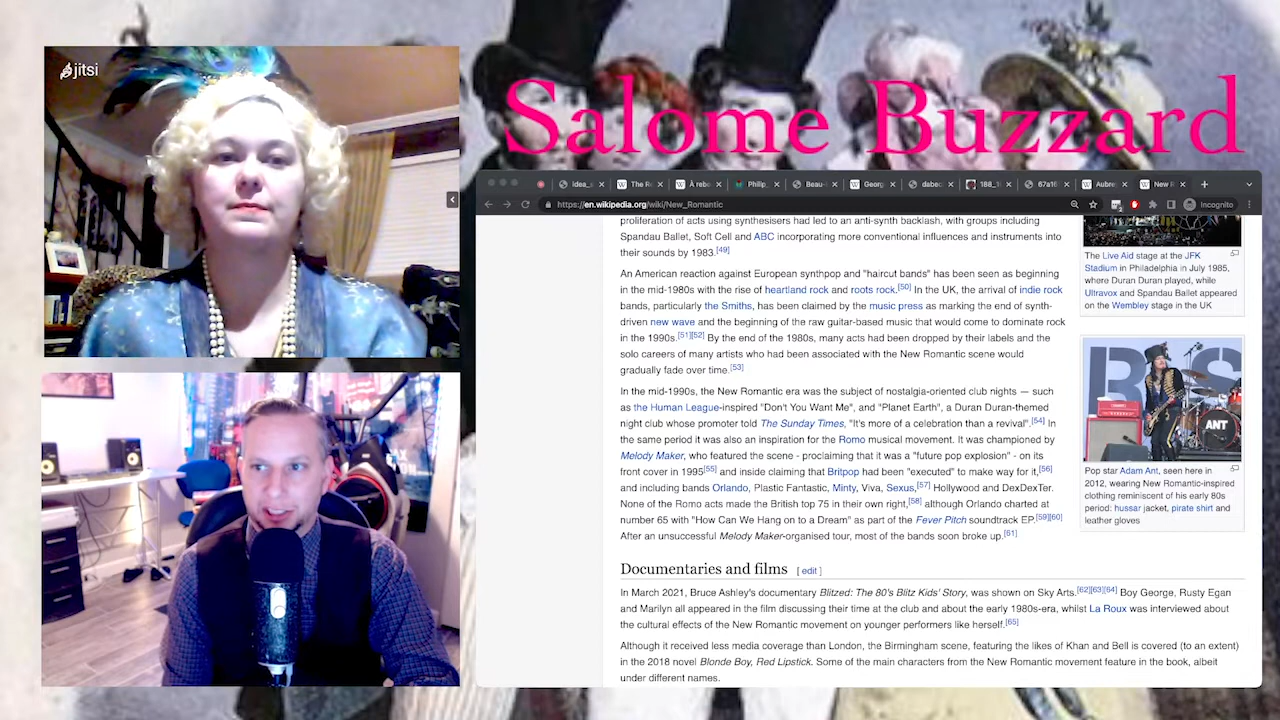 jitsi
Salome Buzzard
idea_c
The R
À rebo
Philip_
Beau-
Georg
dabec
188_1
67a16
Aubre
New R
https://en.wikipedia.org/wiki/New_Romantic
Incognito
proliferation of acts using synthesisers had led to an anti-synth backlash, with groups including
Spandau Ballet, Soft Cell and ABC incorporating more conventional influences and instruments into
their sounds by 1983.[49]
An American reaction against European synthpop and "haircut bands" has been seen as beginning
in the mid-1980s with the rise of heartland rock and roots rock.[50] In the UK, the arrival of indie rock
bands, particularly the Smiths, has been claimed by the music press as marking the end of synth-
driven new wave and the beginning of the raw guitar-based music that would come to dominate rock
in the 1990s.[51][52] By the end of the 1980s, many acts had been dropped by their labels and the
solo careers of many artists who had been associated with the New Romantic scene would
gradually fade over time.[53]
In the mid-1990s, the New Romantic era was the subject of nostalgia-oriented club nights — such
as the Human League-inspired "Don't You Want Me", and "Planet Earth", a Duran Duran-themed
night club whose promoter told The Sunday Times, "It's more of a celebration than a revival".[54] In
the same period it was also an inspiration for the Romo musical movement. It was championed by
Melody Maker, who featured the scene - proclaiming that it was a "future pop explosion" - on its
front cover in 1995[55] and inside claiming that Britpop had been "executed" to make way for it,[56]
and including bands Orlando, Plastic Fantastic, Minty, Viva, Sexus,[57] Hollywood and DexDexTer.
None of the Romo acts made the British top 75 in their own right,[58] although Orlando charted at
number 65 with "How Can We Hang on to a Dream" as part of the Fever Pitch soundtrack EP.[59][60]
After an unsuccessful Melody Maker-organised tour, most of the bands soon broke up.[61]
The Live Aid stage at the JFK
Stadium in Philadelphia in July 1985,
where Duran Duran played, while
Ultravox and Spandau Ballet appeared
on the Wembley stage in the UK
ANT
Pop star Adam Ant, seen here in
2012, wearing New Romantic-inspired
clothing reminiscent of his early 80s
period: hussar jacket, pirate shirt and
leather gloves
Documentaries and films [ edit ]
In March 2021, Bruce Ashley's documentary Blitzed: The 80's Blitz Kids' Story, was shown on Sky Arts.[62][63][64] Boy George, Rusty Egan
and Marilyn all appeared in the film discussing their time at the club and about the early 1980s-era, whilst La Roux was interviewed about
the cultural effects of the New Romantic movement on younger performers like herself.[65]
Although it received less media coverage than London, the Birmingham scene, featuring the likes of Khan and Bell is covered (to an extent)
in the 2018 novel Blonde Boy, Red Lipstick. Some of the main characters from the New Romantic movement feature in the book, albeit
under different names.